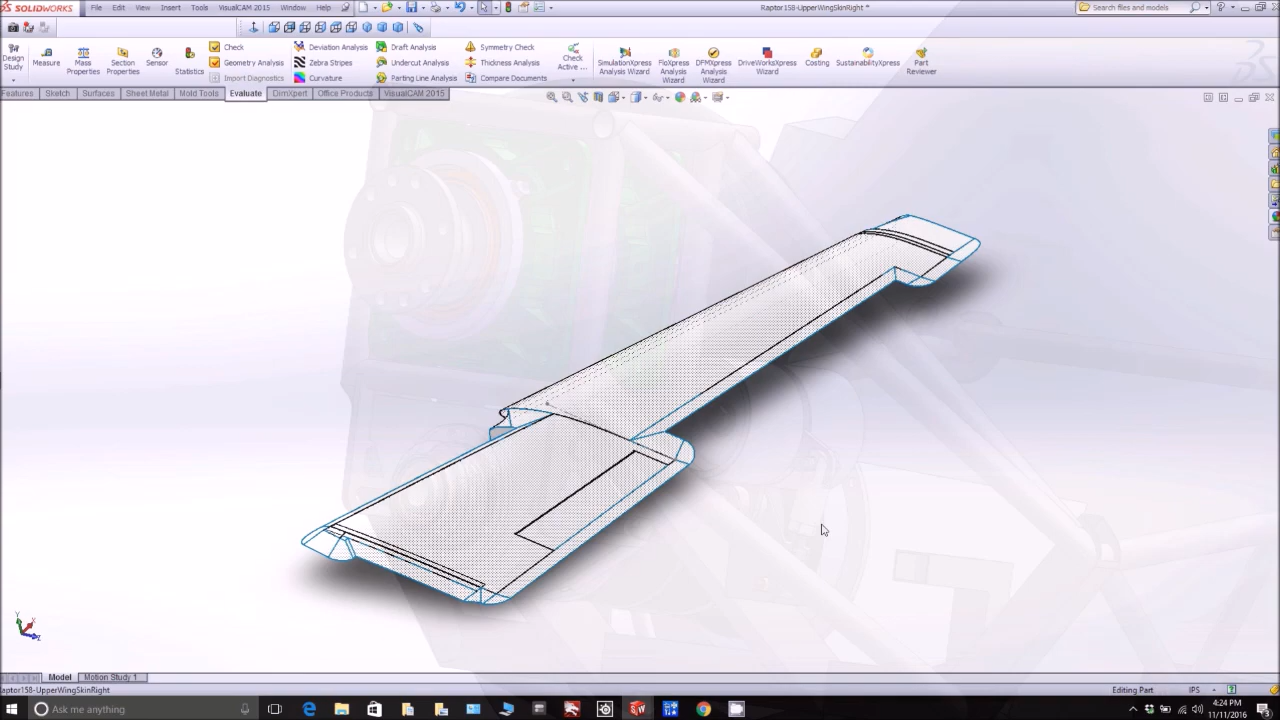 SOLIDWORKS File Edit View Insert Tools VisualCAM 2015 Window Help Raptor158-UpperWingSkinRight * Search files and models
Design Study
Measure
Mass Properties
Section Properties
Sensor
Statistics
Check
Geometry Analysis
Import Diagnostics
Deviation Analysis
Zebra Stripes
Curvature
Draft Analysis
Undercut Analysis
Parting Line Analysis
Symmetry Check
Thickness Analysis
Compare Documents
Check Active ...
SimulationXpress Analysis Wizard
FloXpress Analysis Wizard
DFMXpress Analysis Wizard
DriveWorksXpress Wizard
Costing
SustainabilityXpress
Part Reviewer
Features Sketch Surfaces Sheet Metal Mold Tools Evaluate DimXpert Office Products VisualCAM 2015
Y
X
Z
Model Motion Study 1
aptor158-UpperWingSkinRight Editing Part IPS
Ask me anything
4:24 PM
11/11/2016